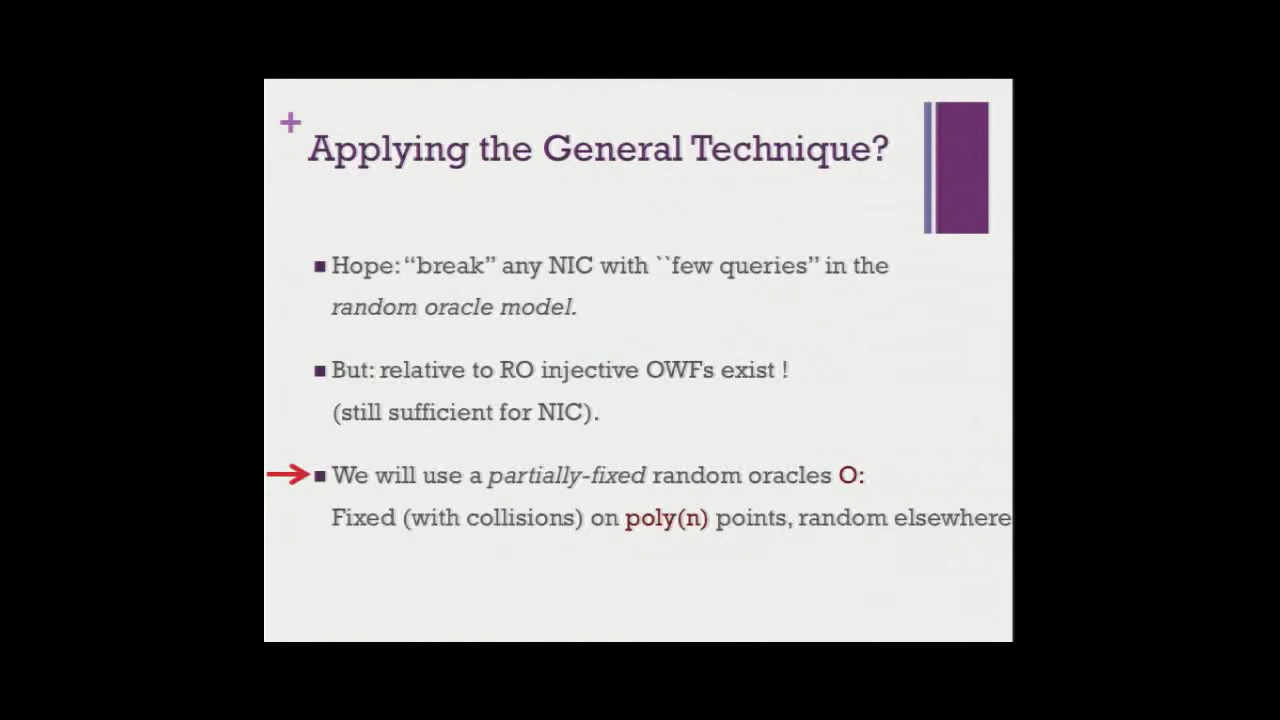 +
Applying the General Technique?
Hope: “break” any NIC with ``few queries” in the
random oracle model.
But: relative to RO injective OWFs exist !
(still sufficient for NIC).
We will use a partially-fixed random oracles O:
Fixed (with collisions) on poly(n) points, random elsewhere